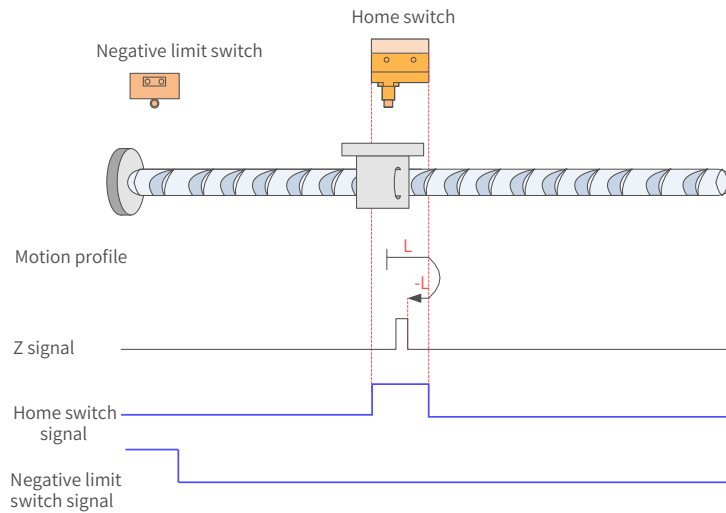 Home switch
Negative limit switch
Motion profile
L
-L
Z signal
Home switch
signal
Negative limit
switch signal